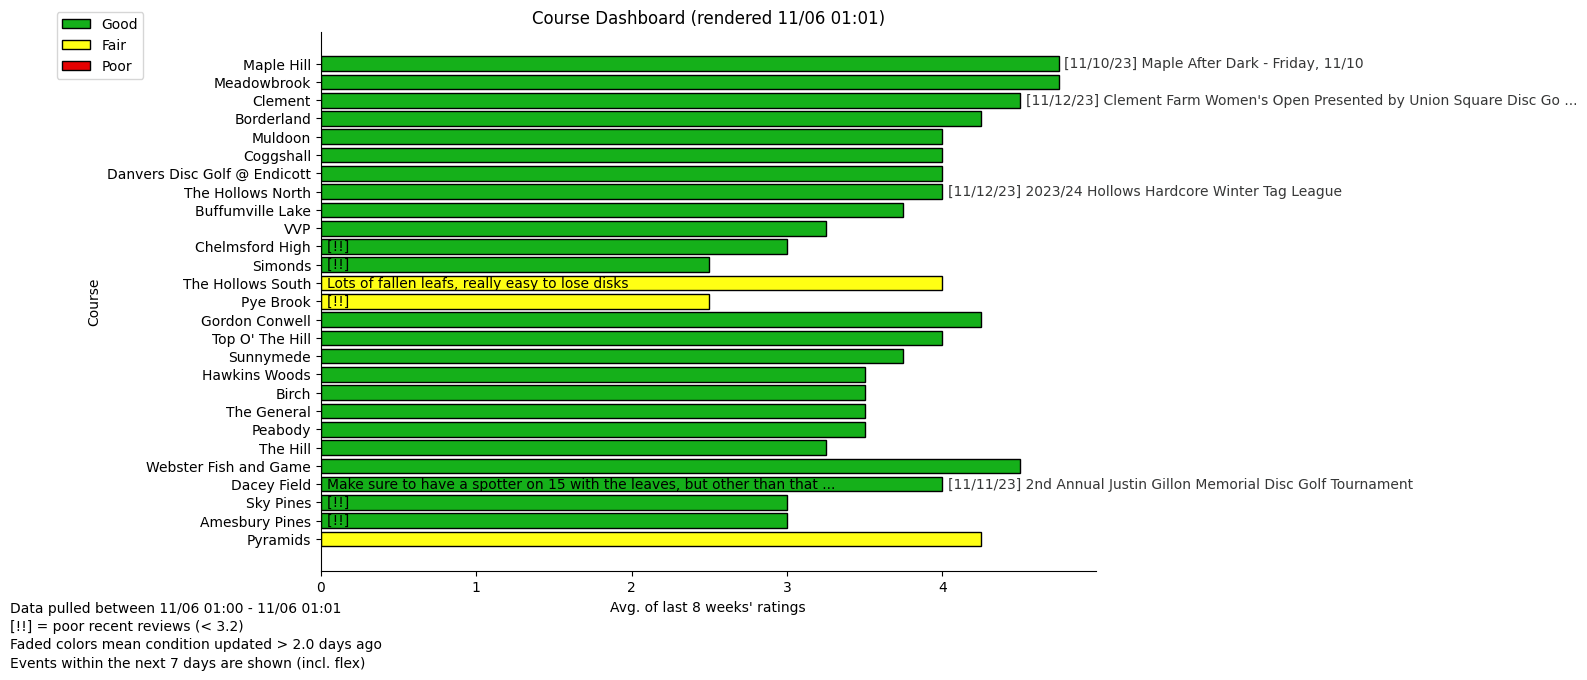 Course Dashboard (rendered 11/06 01:01)
Good
Fair
Poor
Maple Hill [11/10/23] Maple After Dark - Friday, 11/10
Meadowbrook
Clement [11/12/23] Clement Farm Women's Open Presented by Union Square Disc Go ...
Borderland
Muldoon
Coggshall
Danvers Disc Golf @ Endicott
The Hollows North [11/12/23] 2023/24 Hollows Hardcore Winter Tag League
Buffumville Lake
VVP
Chelmsford High [!!]
Simonds [!!]
The Hollows South Lots of fallen leafs, really easy to lose disks
Pye Brook [!!]
Gordon Conwell
Top O' The Hill
Sunnymede
Hawkins Woods
Birch
The General
Peabody
The Hill
Webster Fish and Game
Dacey Field Make sure to have a spotter on 15 with the leaves, but other than that ... [11/11/23] 2nd Annual Justin Gillon Memorial Disc Golf Tournament
Sky Pines [!!]
Amesbury Pines [!!]
Pyramids
Course
0 1 2 3 4
Avg. of last 8 weeks' ratings
Data pulled between 11/06 01:00 - 11/06 01:01
[!!] = poor recent reviews (< 3.2)
Faded colors mean condition updated > 2.0 days ago
Events within the next 7 days are shown (incl. flex)